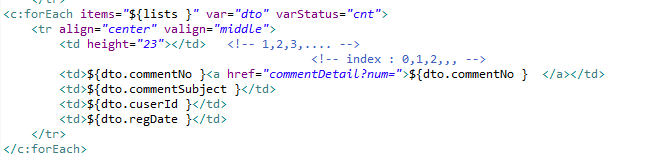 <c:forEach items="${lists }" var="dto" varStatus="cnt">
<tr align="center" valign="middle">
<td height="23"></td> <!-- 1,2,3,.... -->
<!-- index : 0,1,2,,, -->
<td>${dto.commentNo }<a href="commentDetail?num=">${dto.commentNo } </a></td>
<td>${dto.commentSubject }</td>
<td>${dto.cuserId }</td>
<td>${dto.regDate }</td>
</tr>
</c:forEach>